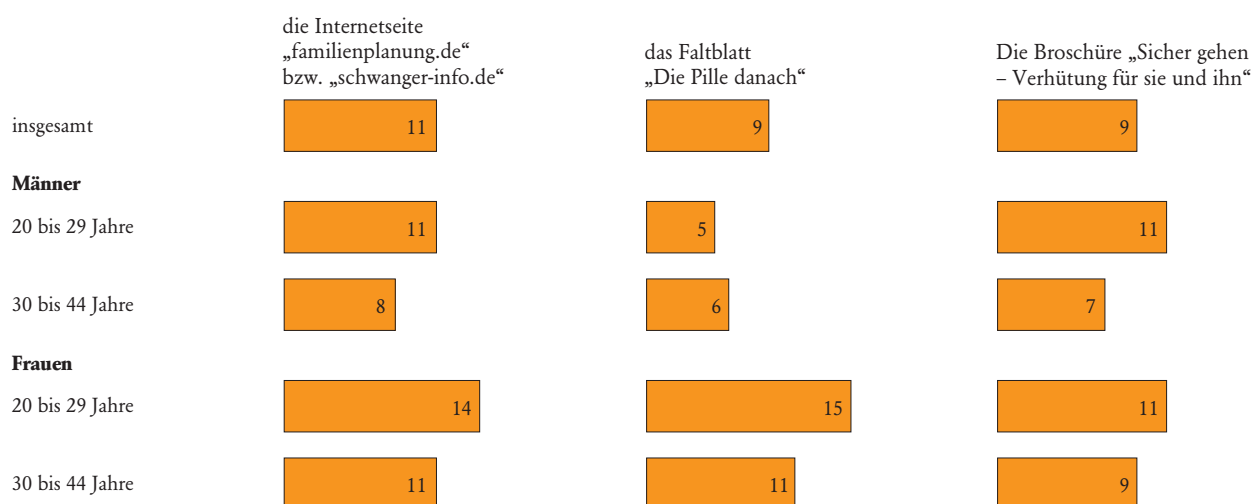 die Internetseite
„familienplanung.de“
bzw. „schwanger-info.de“
das Faltblatt
„Die Pille danach“
Die Broschüre „Sicher gehen
– Verhütung für sie und ihn“
insgesamt 11 9 9
Männer
20 bis 29 Jahre 11 5 11
30 bis 44 Jahre 8 6 7
Frauen
20 bis 29 Jahre 14 15 11
30 bis 44 Jahre 11 11 9